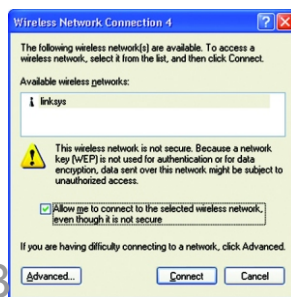 Wireless Network Connection 4
The following wireless network(s) are available. To access a
wireless network, select it from the list, and then click Connect.
Available wireless networks:
linksys
This wireless network is not secure. Because a network
key (WEP) is not used for authentication or for data
encryption, data sent over this network might be subject to
unauthorized access.
Allow me to connect to the selected wireless network,
even though it is not secure
If you are having difficulty connecting to a network, click Advanced.
Advanced...
Connect
Cancel